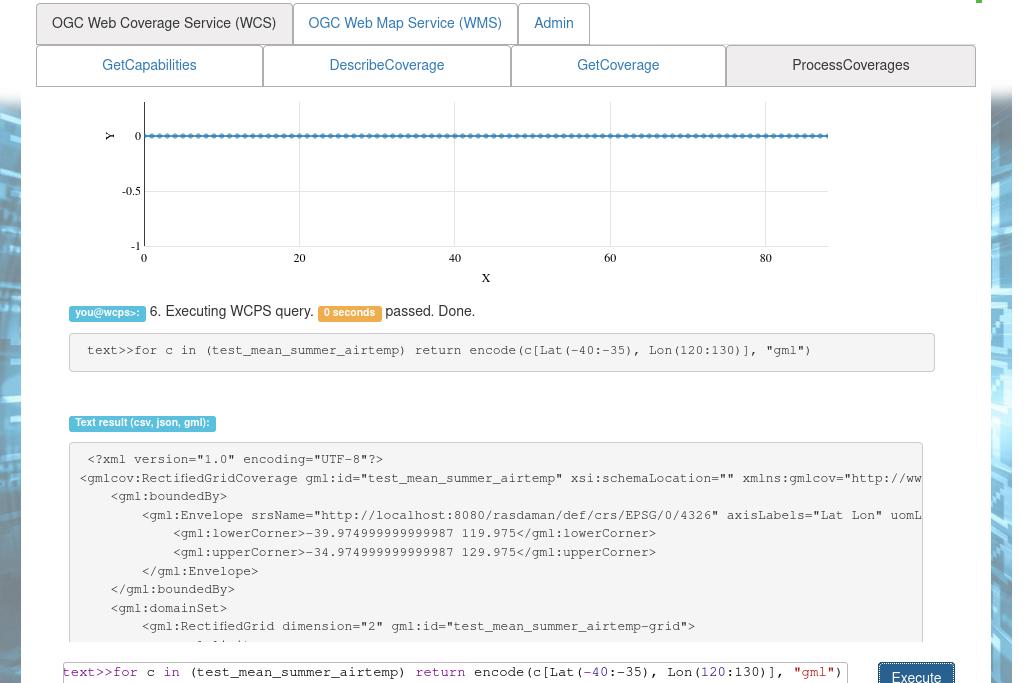 OGC Web Coverage Service (WCS) OGC Web Map Service (WMS) Admin
GetCapabilities DescribeCoverage GetCoverage ProcessCoverages
Y
0
-0.5
-1
0 20 40 60 80
X
you@wcps>: 6. Executing WCPS query. 0 seconds passed. Done.
text>>for c in (test_mean_summer_airtemp) return encode(c[Lat(-40:-35), Lon(120:130)], "gml")
Text result (csv, json, gml):
<?xml version="1.0" encoding="UTF-8"?>
<gmlcov:RectifiedGridCoverage gml:id="test_mean_summer_airtemp" xsi:schemaLocation="" xmlns:gmlcov="http://ww
<gml:boundedBy>
<gml:Envelope srsName="http://localhost:8080/rasdaman/def/crs/EPSG/0/4326" axisLabels="Lat Lon" uomL
<gml:lowerCorner>-39.974999999999987 119.975</gml:lowerCorner>
<gml:upperCorner>-34.974999999999987 129.975</gml:upperCorner>
</gml:Envelope>
</gml:boundedBy>
<gml:domainSet>
<gml:RectifiedGrid dimension="2" gml:id="test_mean_summer_airtemp-grid">
text>>for c in (test_mean_summer_airtemp) return encode(c[Lat(-40:-35), Lon(120:130)], "gml")
Execute